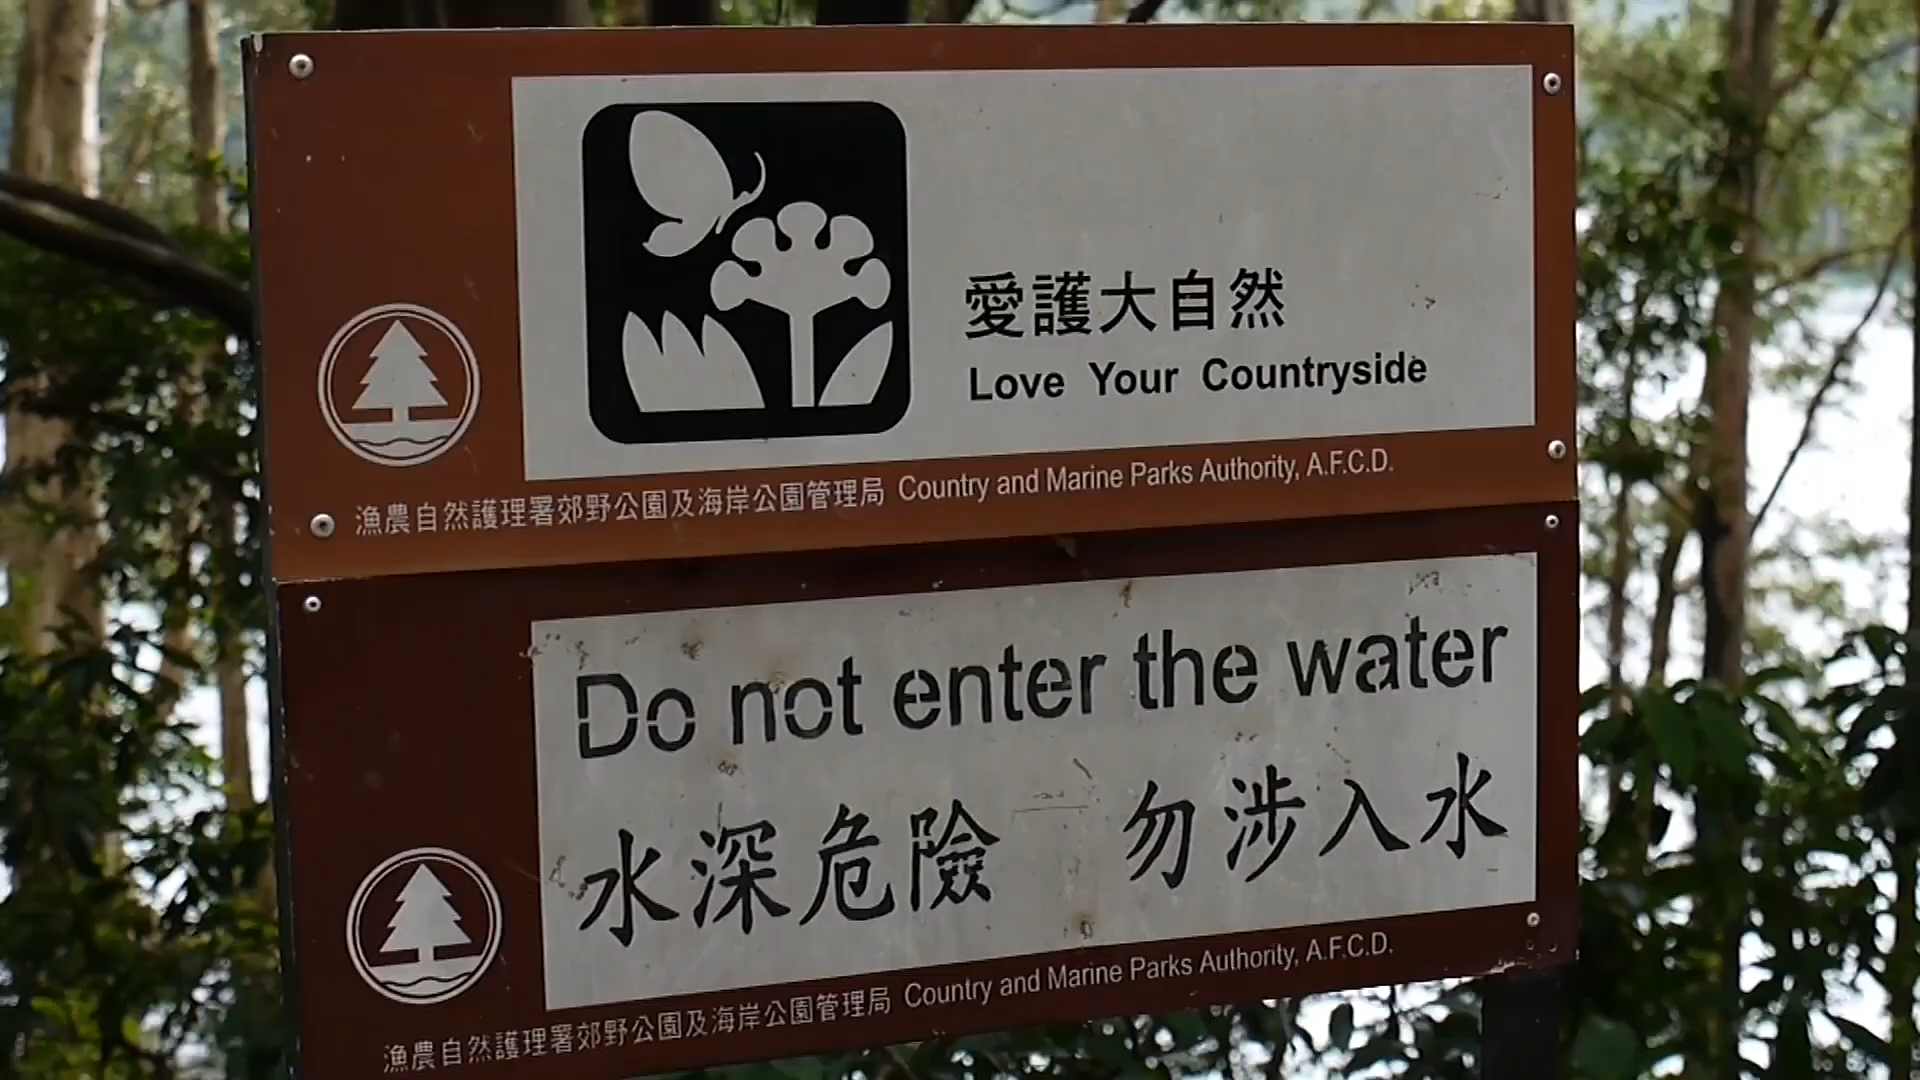 愛護大自然
Love Your Countryside
漁農自然護理署郊野公園及海岸公園管理局 Country and Marine Parks Authority, A.F.C.D.
Do not enter the water
水深危險 勿涉入水
漁農自然護理署郊野公園及海岸公園管理局 Country and Marine Parks Authority, A.F.C.D.